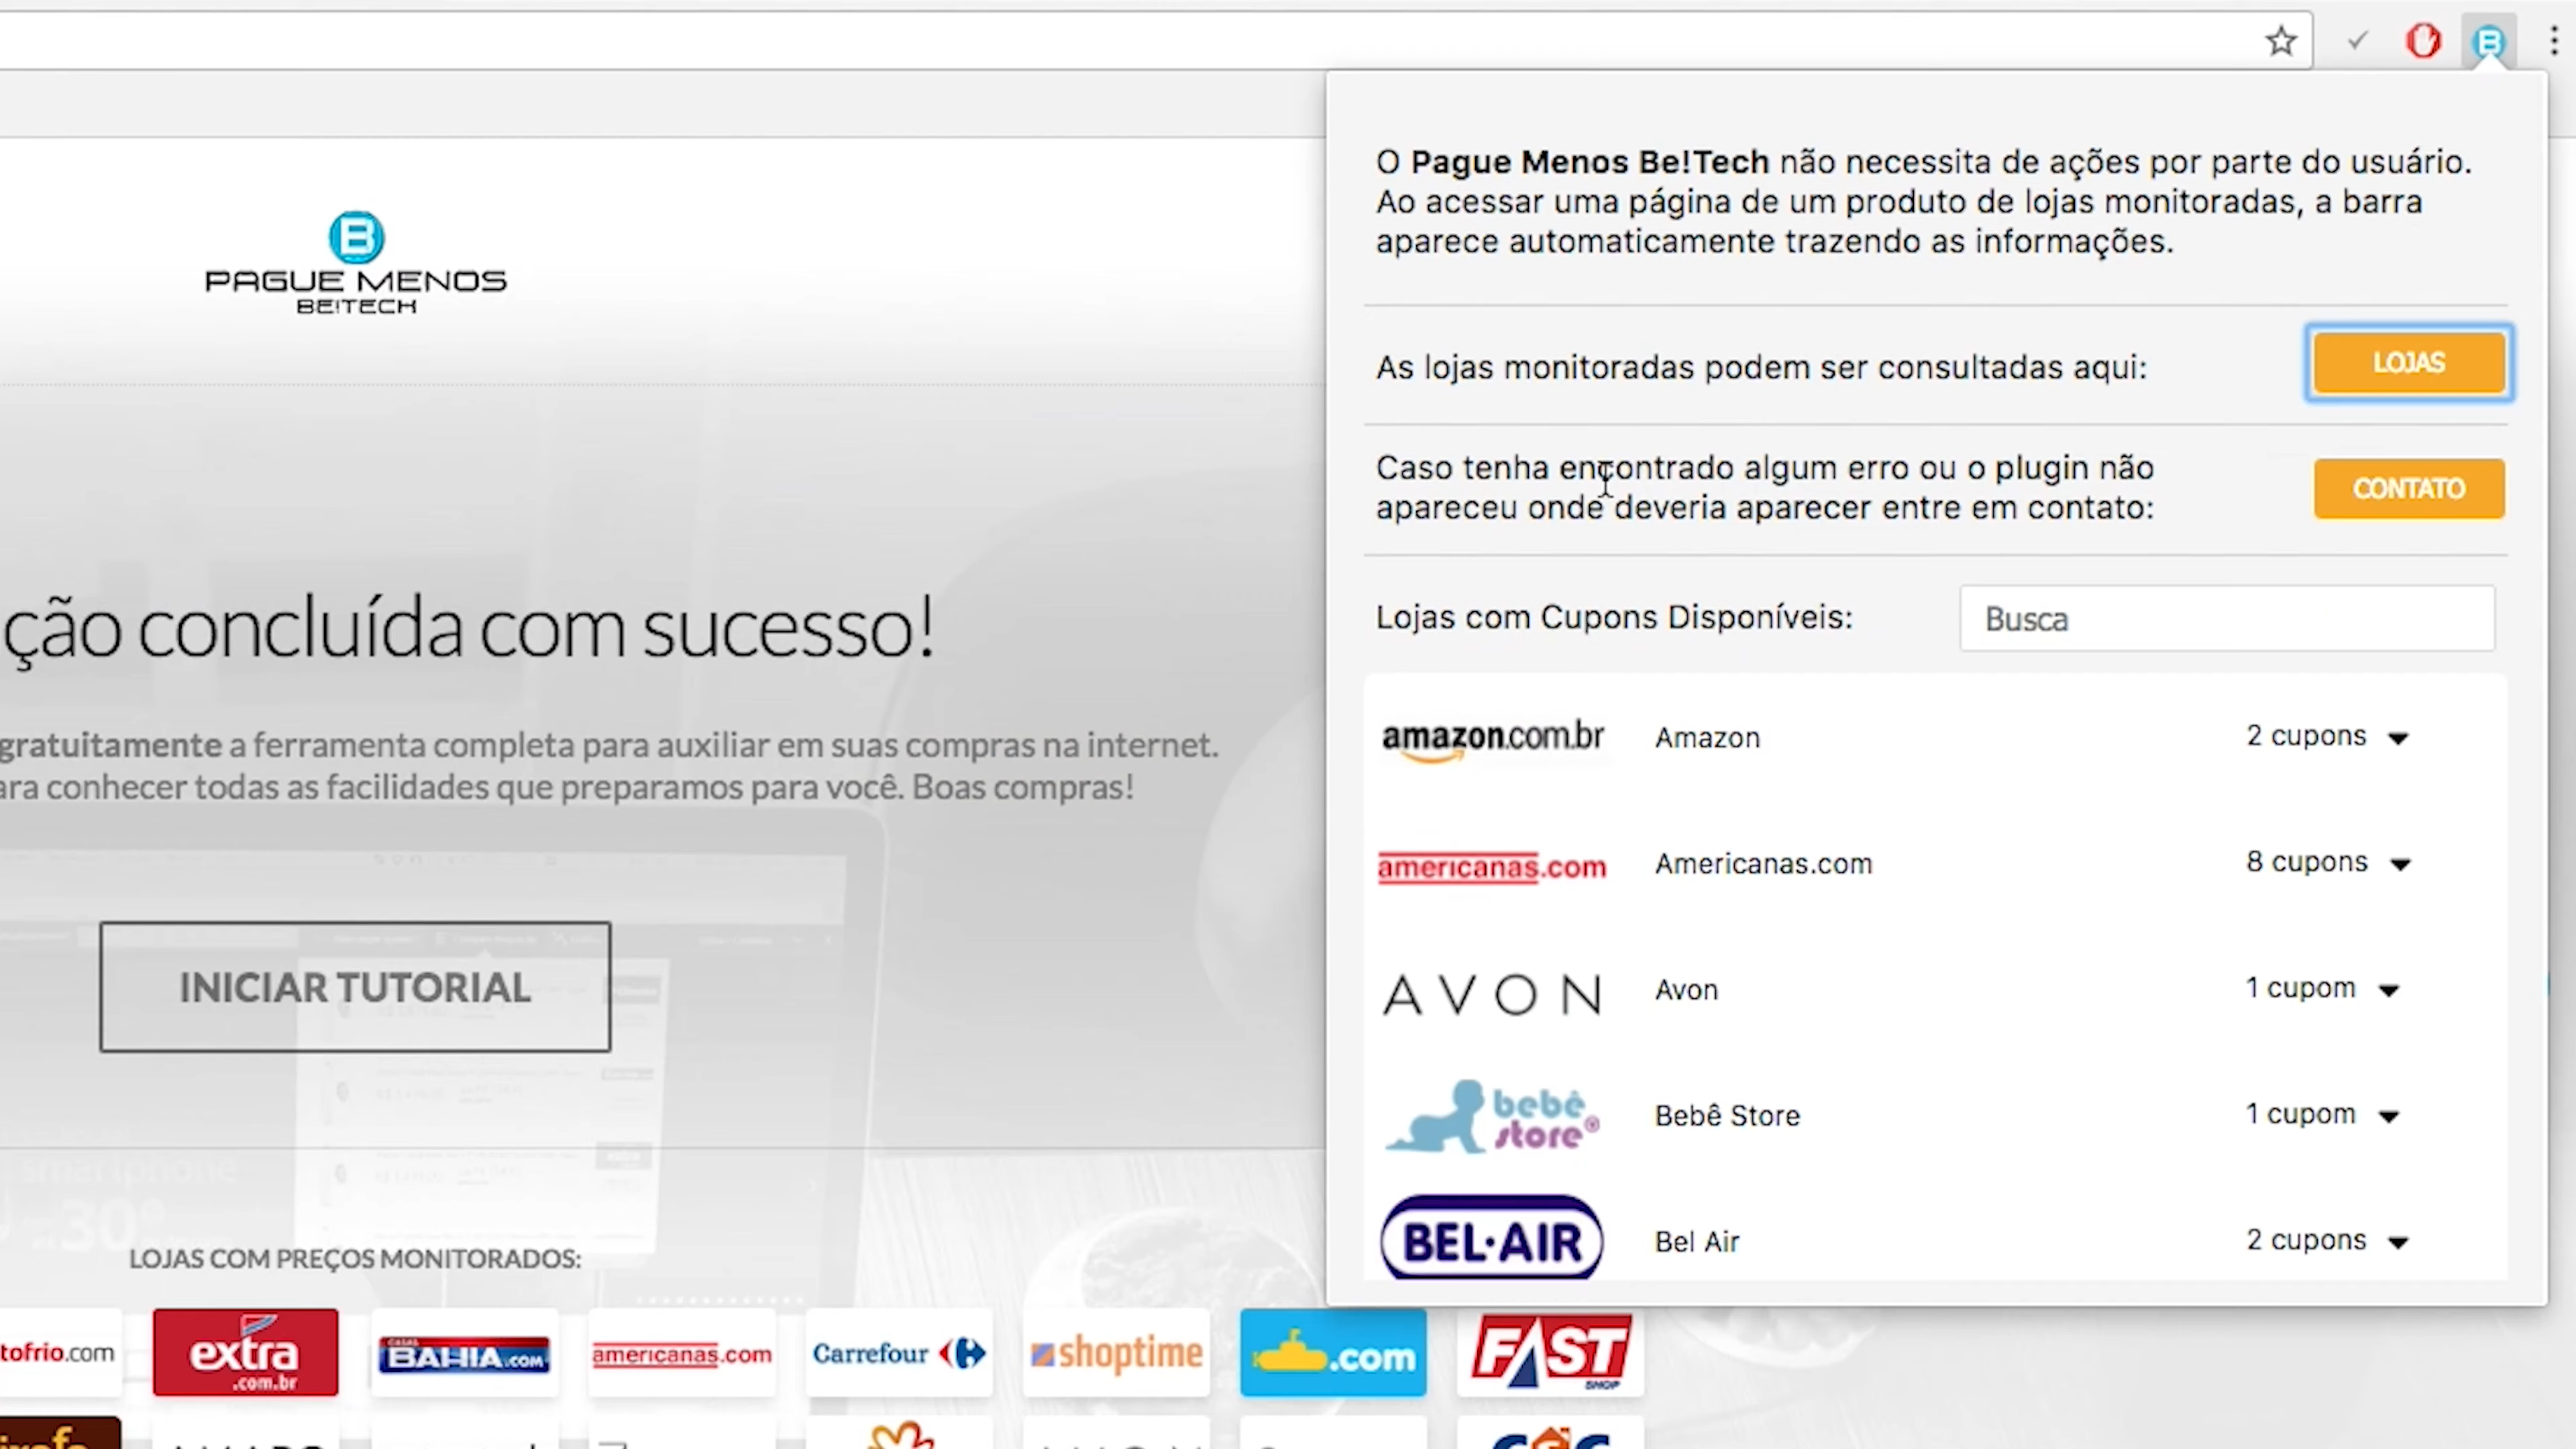 PAGUE MENOS
BE!TECH
ção concluída com sucesso!
gratuitamente a ferramenta completa para auxiliar em suas compras na internet.
ara conhecer todas as facilidades que preparamos para você. Boas compras!
INICIAR TUTORIAL
smartphone
30
LOJAS COM PREÇOS MONITORADOS:
tofrio.com
extra
.com.br
CASAS
BAHIA.COM
americanas.com
Carrefour
shoptime
.com
FAST
SHOP
O Pague Menos Be!Tech não necessita de ações por parte do usuário.
Ao acessar uma página de um produto de lojas monitoradas, a barra
aparece automaticamente trazendo as informações.
As lojas monitoradas podem ser consultadas aqui:
LOJAS
Caso tenha encontrado algum erro ou o plugin não
apareceu onde deveria aparecer entre em contato:
CONTATO
Lojas com Cupons Disponíveis:
Busca
amazon.com.br Amazon 2 cupons
americanas.com Americanas.com 8 cupons
AVON Avon 1 cupom
bebê
store® Bebê Store 1 cupom
BEL·AIR Bel Air 2 cupons